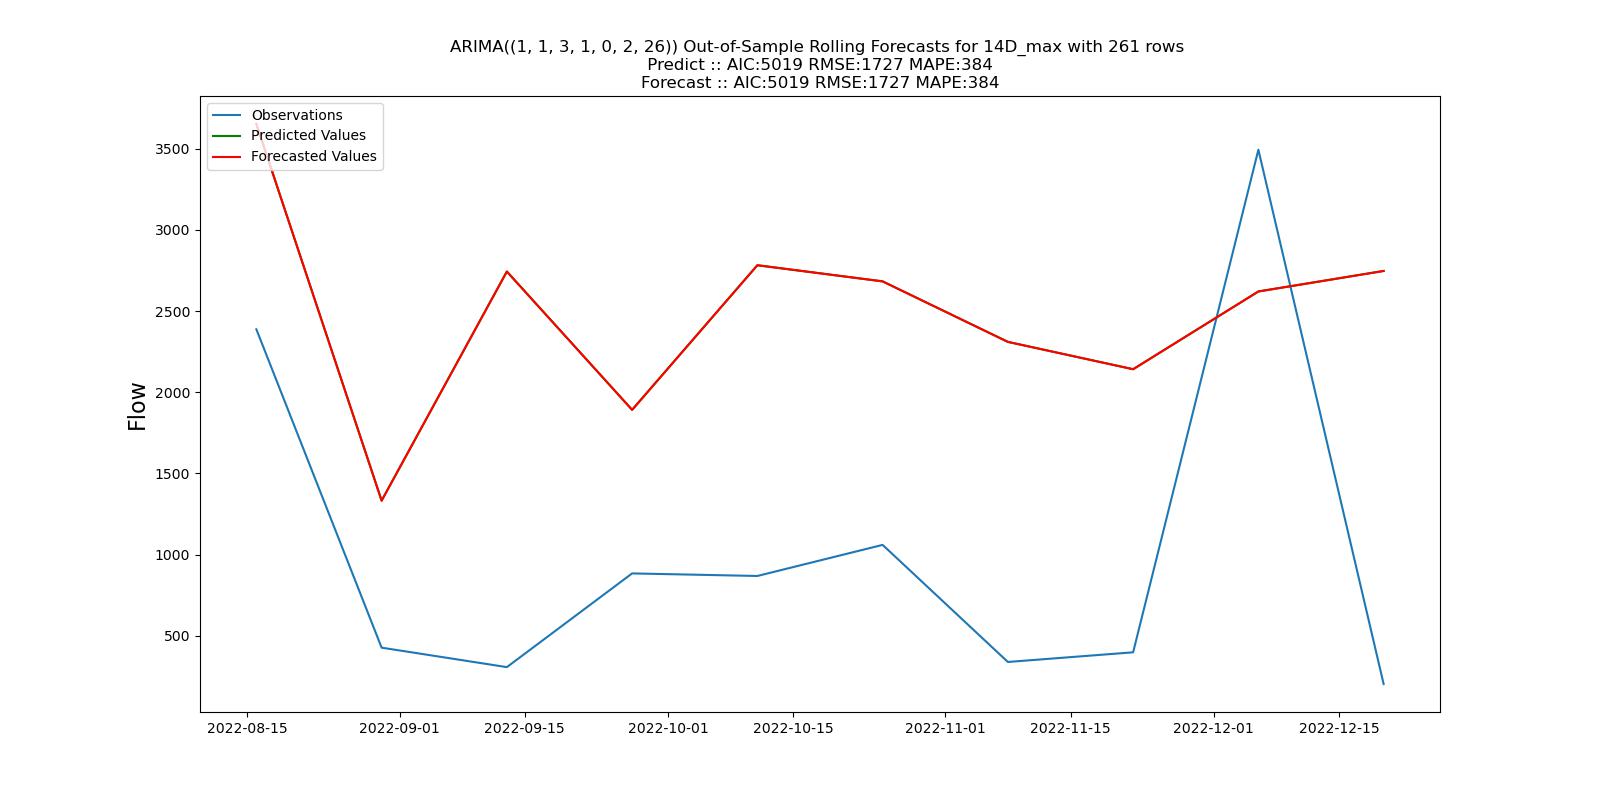 ARIMA((1, 1, 3, 1, 0, 2, 26)) Out-of-Sample Rolling Forecasts for 14D_max with 261 rows
Predict :: AIC:5019 RMSE:1727 MAPE:384
Forecast :: AIC:5019 RMSE:1727 MAPE:384
Observations
Predicted Values
Forecasted Values
3500
3000
2500
2000
1500
1000
500
Flow
2022-08-15
2022-09-01
2022-09-15
2022-10-01
2022-10-15
2022-11-01
2022-11-15
2022-12-01
2022-12-15